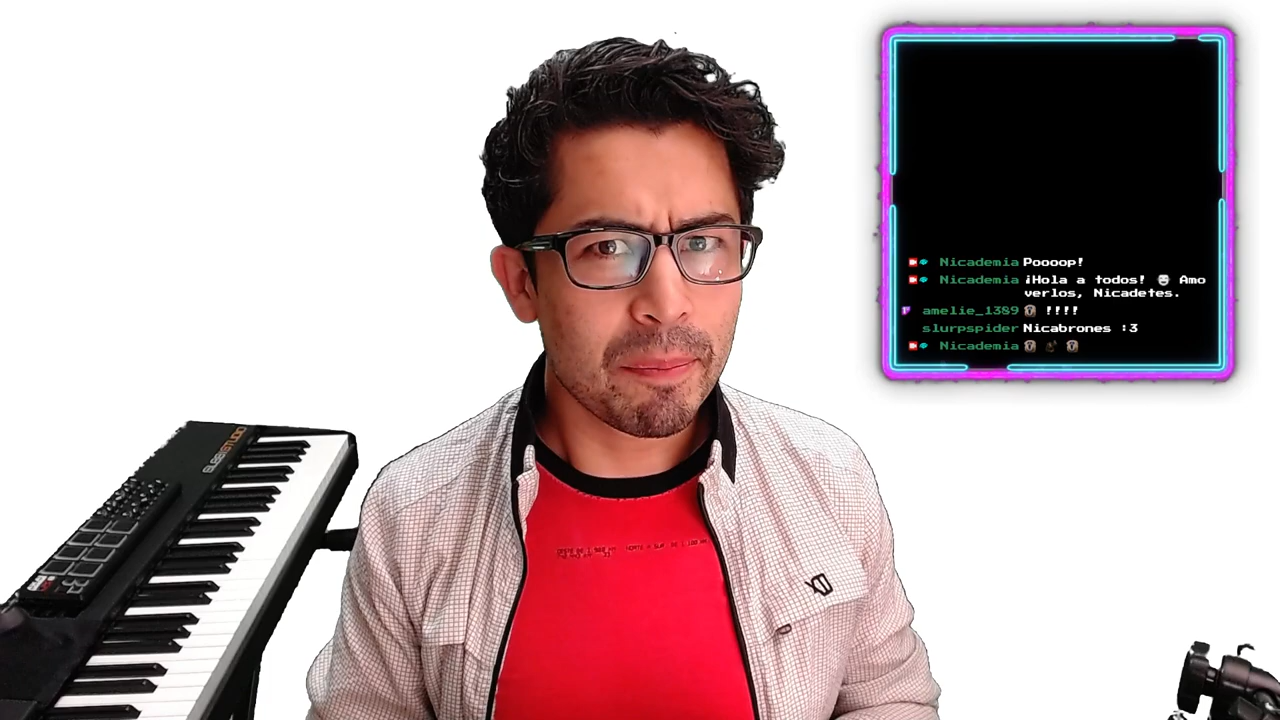 Nicademia Poooop!
Nicademia ¡Hola a todos! Amo
verlos, Nicadetes.
amelie_1389 !!!!
slurpspider Nicabrones :3
Nicademia